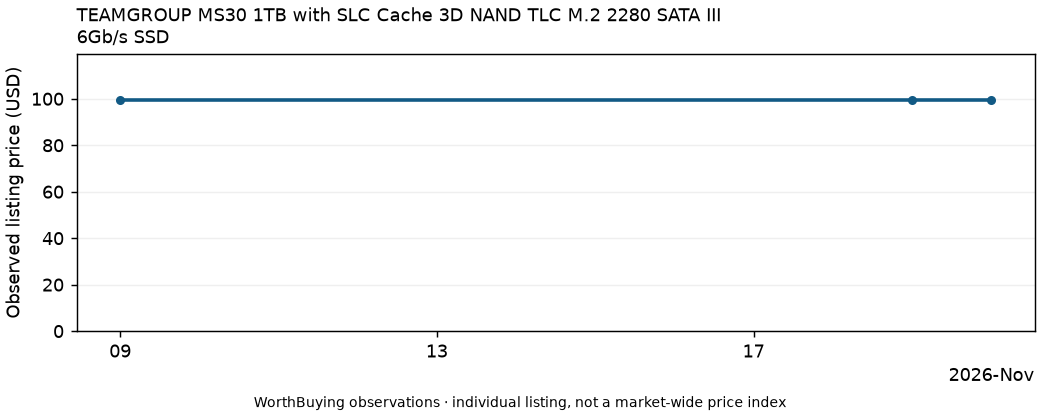 TEAMGROUP MS30 1TB with SLC Cache 3D NAND TLC M.2 2280 SATA III
6Gb/s SSD
Observed listing price (USD)
100
80
60
40
20
0
09
13
17
2026-Nov
WorthBuying observations · individual listing, not a market-wide price index